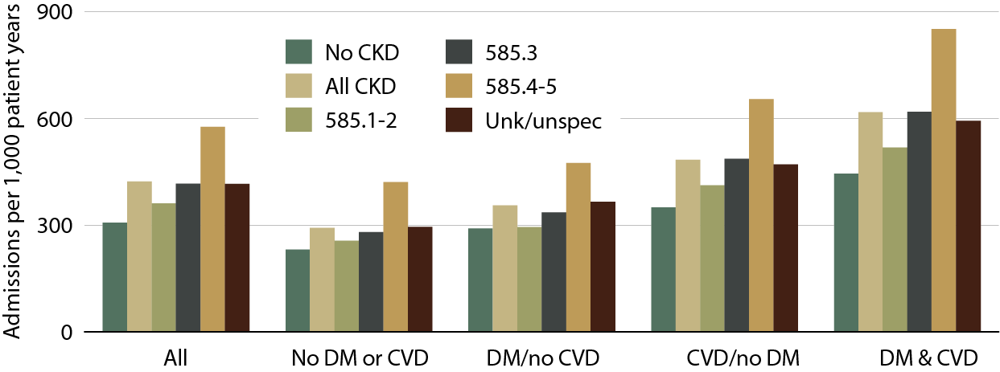 Admissions per 1,000 patient years
900
600
300
0
No CKD
All CKD
585.1-2
585.3
585.4-5
Unk/unspec
All
No DM or CVD
DM/no CVD
CVD/no DM
DM & CVD